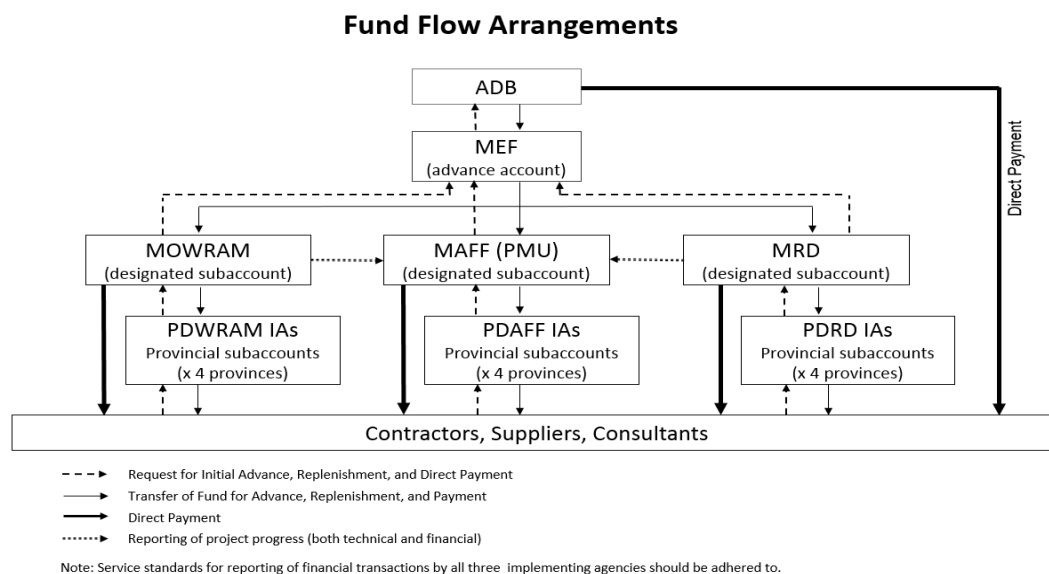 Fund Flow Arrangements
ADB
MEF
(advance account)
Direct Payment
MOWRAM
(designated subaccount)
MAFF (PMU)
(designated subaccount)
MRD
(designated subaccount)
PDWRAM IAs
Provincial subaccounts
(x 4 provinces)
PDAFF IAs
Provincial subaccounts
(x 4 provinces)
PDRD IAs
Provincial subaccounts
(x 4 provinces)
Contractors, Suppliers, Consultants
Request for Initial Advance, Replenishment, and Direct Payment
Transfer of Fund for Advance, Replenishment, and Payment
Direct Payment
Reporting of project progress (both technical and financial)
Note: Service standards for reporting of financial transactions by all three implementing agencies should be adhered to.